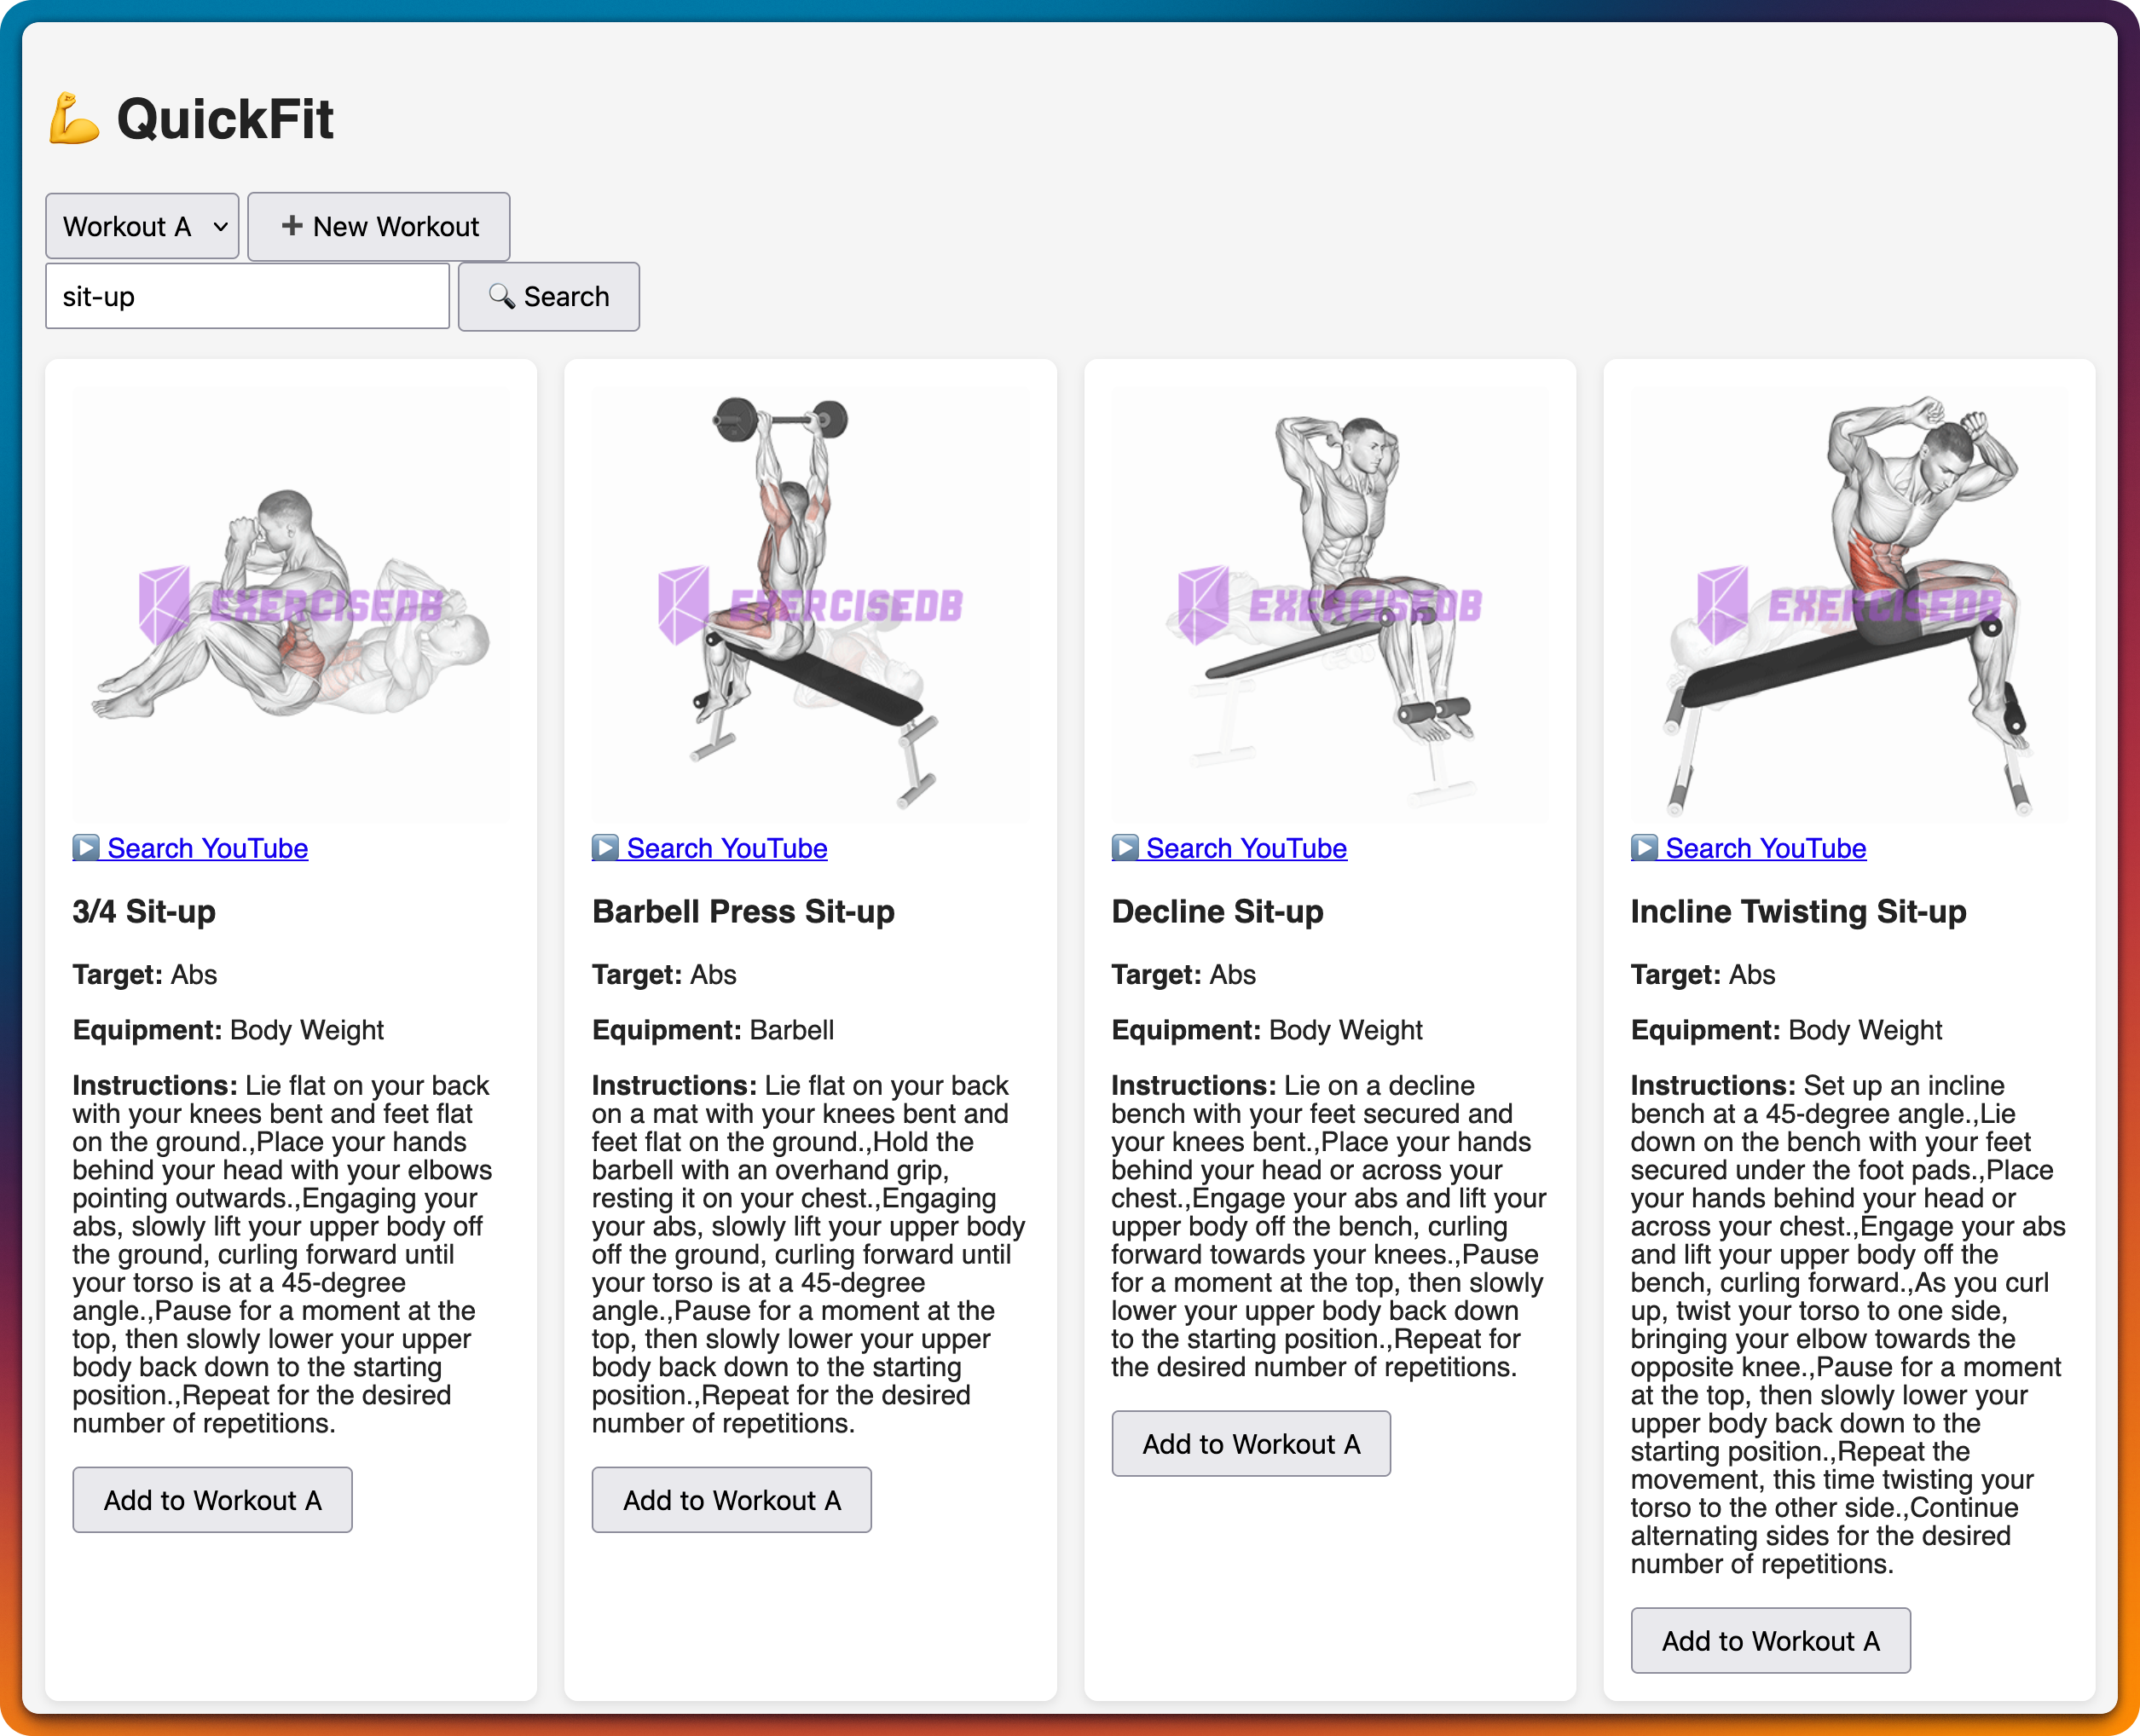 💪 QuickFit
Workout A
➕ New Workout
sit-up
🔍 Search
EXERCISEDB
▶️ Search YouTube
3/4 Sit-up
Target: Abs
Equipment: Body Weight
Instructions: Lie flat on your back
with your knees bent and feet flat
on the ground.,Place your hands
behind your head with your elbows
pointing outwards.,Engaging your
abs, slowly lift your upper body off
the ground, curling forward until
your torso is at a 45-degree
angle.,Pause for a moment at the
top, then slowly lower your upper
body back down to the starting
position.,Repeat for the desired
number of repetitions.
Add to Workout A
EXERCISEDB
▶️ Search YouTube
Barbell Press Sit-up
Target: Abs
Equipment: Barbell
Instructions: Lie flat on your back
on a mat with your knees bent and
feet flat on the ground.,Hold the
barbell with an overhand grip,
resting it on your chest.,Engaging
your abs, slowly lift your upper body
off the ground, curling forward until
your torso is at a 45-degree
angle.,Pause for a moment at the
top, then slowly lower your upper
body back down to the starting
position.,Repeat for the desired
number of repetitions.
Add to Workout A
EXERCISEDB
▶️ Search YouTube
Decline Sit-up
Target: Abs
Equipment: Body Weight
Instructions: Lie on a decline
bench with your feet secured and
your knees bent.,Place your hands
behind your head or across your
chest.,Engage your abs and lift your
upper body off the bench, curling
forward towards your knees.,Pause
for a moment at the top, then slowly
lower your upper body back down
to the starting position.,Repeat for
the desired number of repetitions.
Add to Workout A
EXERCISEDB
▶️ Search YouTube
Incline Twisting Sit-up
Target: Abs
Equipment: Body Weight
Instructions: Set up an incline
bench at a 45-degree angle.,Lie
down on the bench with your feet
secured under the foot pads.,Place
your hands behind your head or
across your chest.,Engage your abs
and lift your upper body off the
bench, curling forward.,As you curl
up, twist your torso to one side,
bringing your elbow towards the
opposite knee.,Pause for a moment
at the top, then slowly lower your
upper body back down to the
starting position.,Repeat the
movement, this time twisting your
torso to the other side.,Continue
alternating sides for the desired
number of repetitions.
Add to Workout A